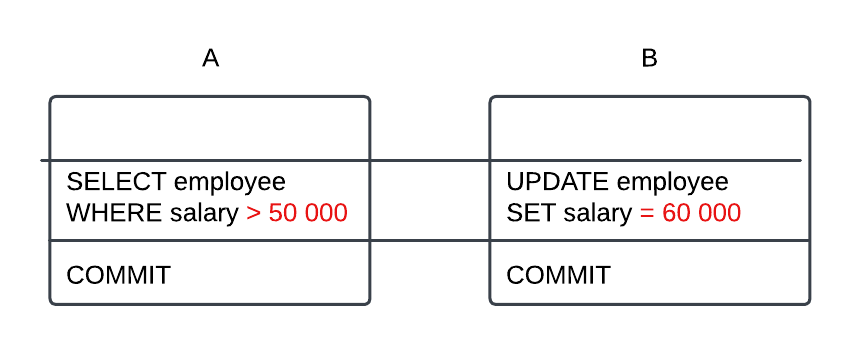 A
B
SELECT employee
WHERE salary > 50 000
COMMIT
UPDATE employee
SET salary = 60 000
COMMIT